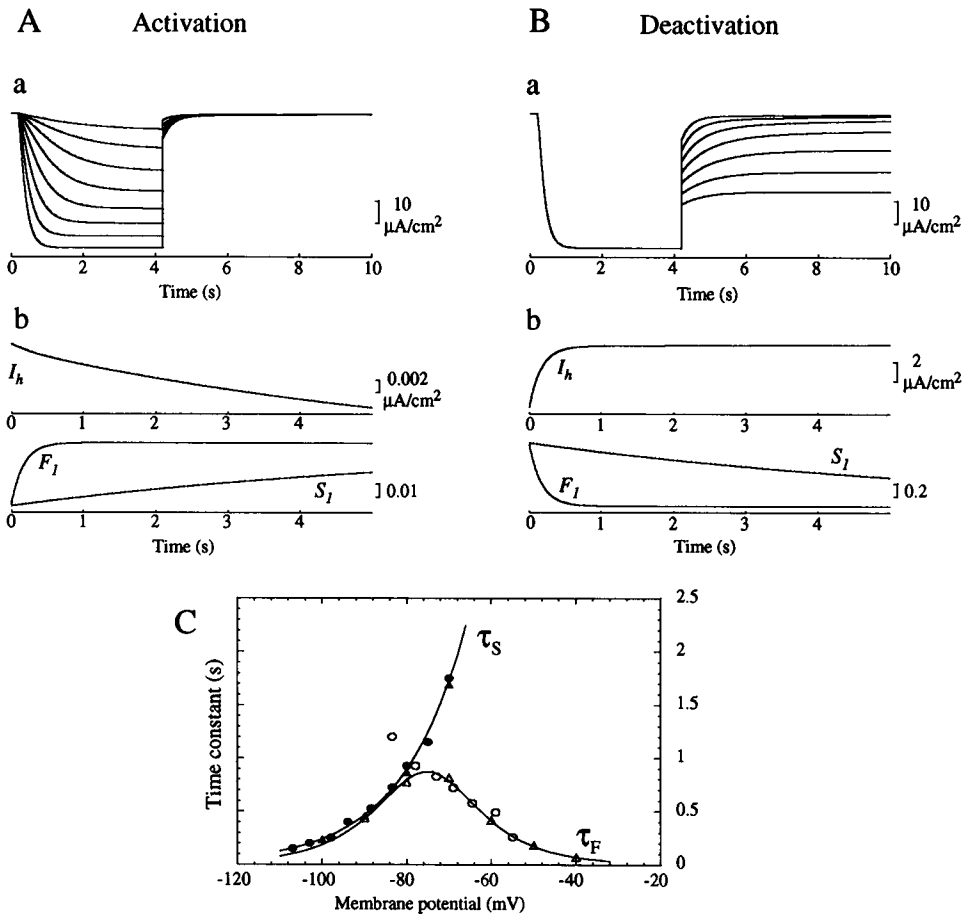 A Activation
B Deactivation
a
10
μA/cm²
0 2 4 6 8 10
Time (s)
a
10
μA/cm²
0 2 4 6 8 10
Time (s)
b
I_h
0.002
μA/cm²
0 1 2 3 4
F_1
S_1
0.01
0 1 2 3 4
Time (s)
b
I_h
2
μA/cm²
0 1 2 3 4
S_1
F_1
0.2
0 1 2 3 4
Time (s)
C
Time constant (s)
2.5
2
1.5
1
0.5
0
τ_S
τ_F
-120 -100 -80 -60 -40 -20
Membrane potential (mV)